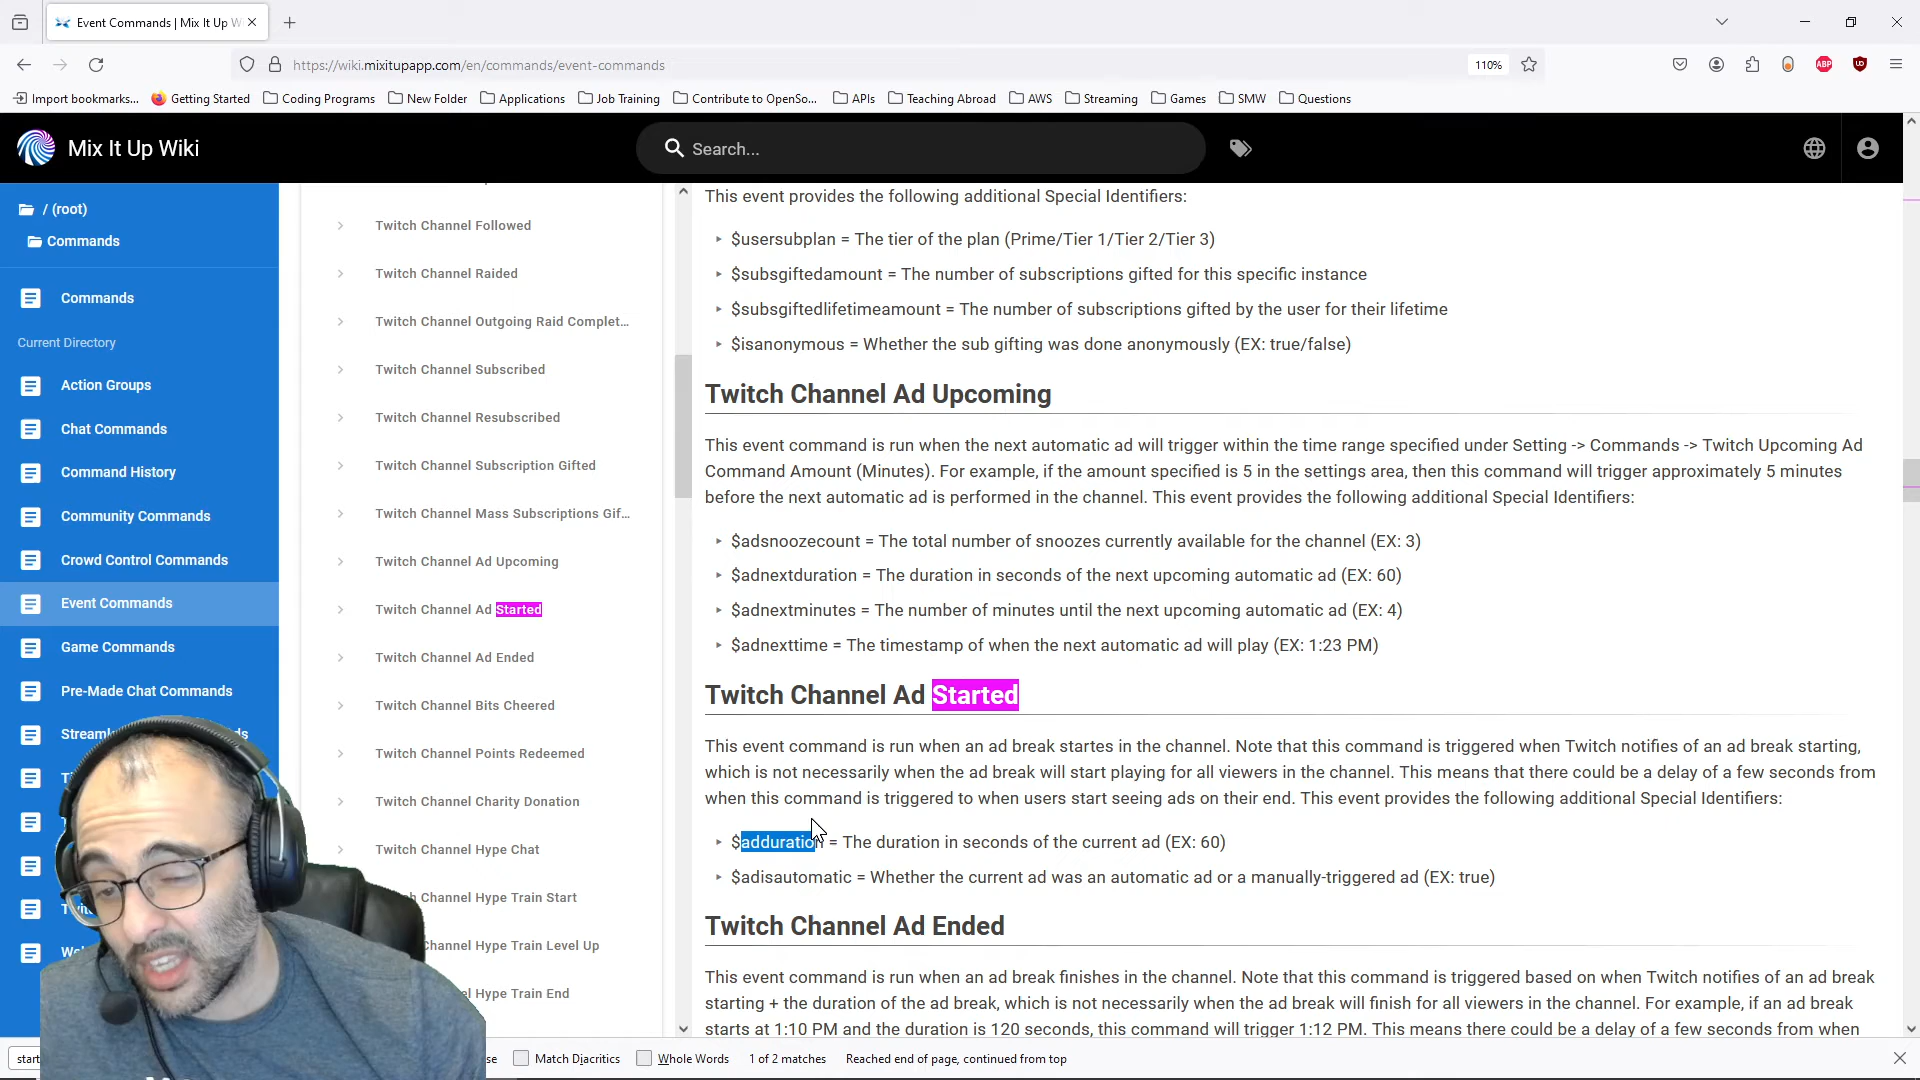 Event Commands | Mix It Up W
https://wiki.mixitupapp.com/en/commands/event-commands
110%
Import bookmarks...
Getting Started
Coding Programs
New Folder
Applications
Job Training
Contribute to OpenSo...
APIs
Teaching Abroad
AWS
Streaming
Games
SMW
Questions
Mix It Up Wiki
Search...
/ (root)
Commands
Commands
Current Directory
Action Groups
Chat Commands
Command History
Community Commands
Crowd Control Commands
Event Commands
Game Commands
Pre-Made Chat Commands
Twitch Channel Followed
Twitch Channel Raided
Twitch Channel Outgoing Raid Complet...
Twitch Channel Subscribed
Twitch Channel Resubscribed
Twitch Channel Subscription Gifted
Twitch Channel Mass Subscriptions Gif...
Twitch Channel Ad Upcoming
Twitch Channel Ad Started
Twitch Channel Ad Ended
Twitch Channel Bits Cheered
Twitch Channel Points Redeemed
Twitch Channel Charity Donation
Twitch Channel Hype Chat
Channel Hype Train Start
Channel Hype Train Level Up
Hype Train End
This event provides the following additional Special Identifiers:
$usersubplan = The tier of the plan (Prime/Tier 1/Tier 2/Tier 3)
$subsgiftedamount = The number of subscriptions gifted for this specific instance
$subsgiftedlifetimeamount = The number of subscriptions gifted by the user for their lifetime
$isanonymous = Whether the sub gifting was done anonymously (EX: true/false)
Twitch Channel Ad Upcoming
This event command is run when the next automatic ad will trigger within the time range specified under Setting -> Commands -> Twitch Upcoming Ad
Command Amount (Minutes). For example, if the amount specified is 5 in the settings area, then this command will trigger approximately 5 minutes
before the next automatic ad is performed in the channel. This event provides the following additional Special Identifiers:
$adsnoozecount = The total number of snoozes currently available for the channel (EX: 3)
$adnextduration = The duration in seconds of the next upcoming automatic ad (EX: 60)
$adnextminutes = The number of minutes until the next upcoming automatic ad (EX: 4)
$adnexttime = The timestamp of when the next automatic ad will play (EX: 1:23 PM)
Twitch Channel Ad Started
This event command is run when an ad break startes in the channel. Note that this command is triggered when Twitch notifies of an ad break starting,
which is not necessarily when the ad break will start playing for all viewers in the channel. This means that there could be a delay of a few seconds from
when this command is triggered to when users start seeing ads on their end. This event provides the following additional Special Identifiers:
$adduration = The duration in seconds of the current ad (EX: 60)
$adisautomatic = Whether the current ad was an automatic ad or a manually-triggered ad (EX: true)
Twitch Channel Ad Ended
This event command is run when an ad break finishes in the channel. Note that this command is triggered based on when Twitch notifies of an ad break
starting + the duration of the ad break, which is not necessarily when the ad break will finish for all viewers in the channel. For example, if an ad break
starts at 1:10 PM and the duration is 120 seconds, this command will trigger 1:12 PM. This means there could be a delay of a few seconds from when
start
Match Diacritics
Whole Words
1 of 2 matches
Reached end of page, continued from top